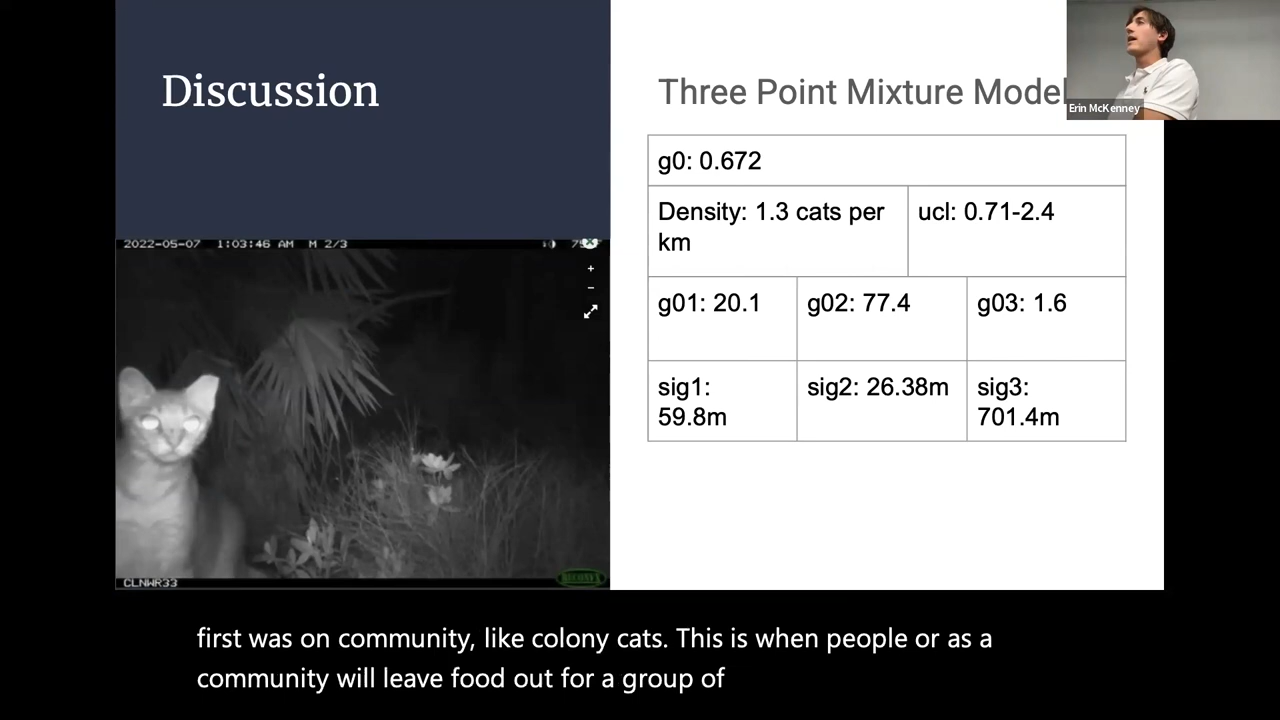 Discussion
Three Point Mixture Model
Erin McKenney
g0: 0.672
Density: 1.3 cats per
km
ucl: 0.71-2.4
g01: 20.1
g02: 77.4
g03: 1.6
sig1:
59.8m
sig2: 26.38m
sig3:
701.4m
2022-05-07 1:03:46 AM M 2/3
CLNWR33
RECONYX
first was on community, like colony cats. This is when people or as a
community will leave food out for a group of